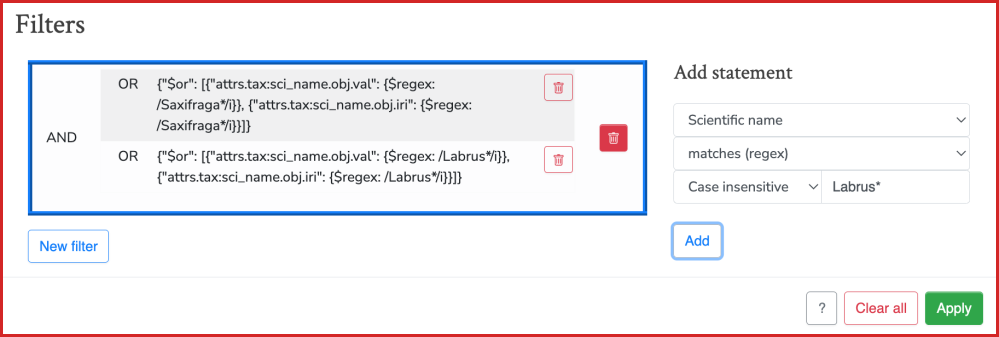 Filters
OR {"$or": [{"attrs.tax:sci_name.obj.val": {$regex:
/Saxifraga*/i}}, {"attrs.tax:sci_name.obj.iri": {$regex:
/Saxifraga*/i}}]}
AND
OR {"$or": [{"attrs.tax:sci_name.obj.val": {$regex: /Labrus*/i}},
{"attrs.tax:sci_name.obj.iri": {$regex: /Labrus*/i}}]}
New filter
Add statement
Scientific name
matches (regex)
Case insensitive Labrus*
Add
? Clear all Apply